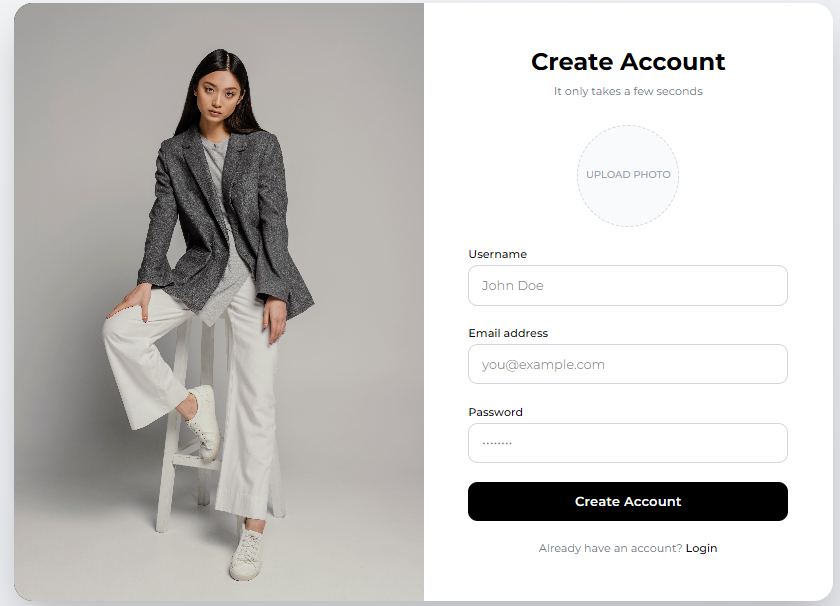 Create Account
It only takes a few seconds
UPLOAD PHOTO
Username
John Doe
Email address
you@example.com
Password
••••••••
Create Account
Already have an account? Login